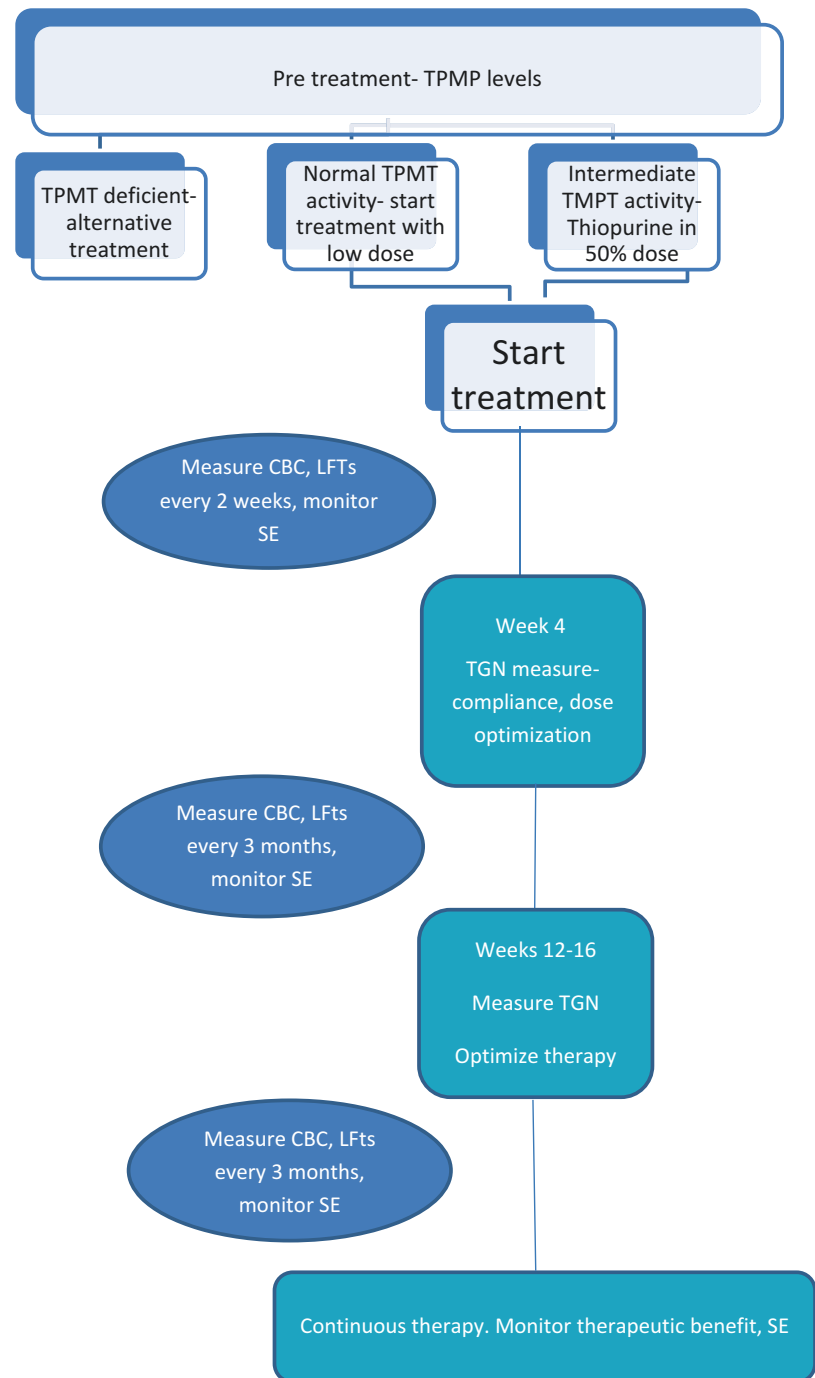 Pre treatment- TPMP levels
TPMT deficient-
alternative
treatment
Normal TPMT
activity- start
treatment with
low dose
Intermediate
TMPT activity-
Thiopurine in
50% dose
Start
treatment
Measure CBC, LFTs
every 2 weeks, monitor
SE
Week 4
TGN measure-
compliance, dose
optimization
Measure CBC, LFts
every 3 months,
monitor SE
Weeks 12-16
Measure TGN
Optimize therapy
Measure CBC, LFts
every 3 months,
monitor SE
Continuous therapy. Monitor therapeutic benefit, SE